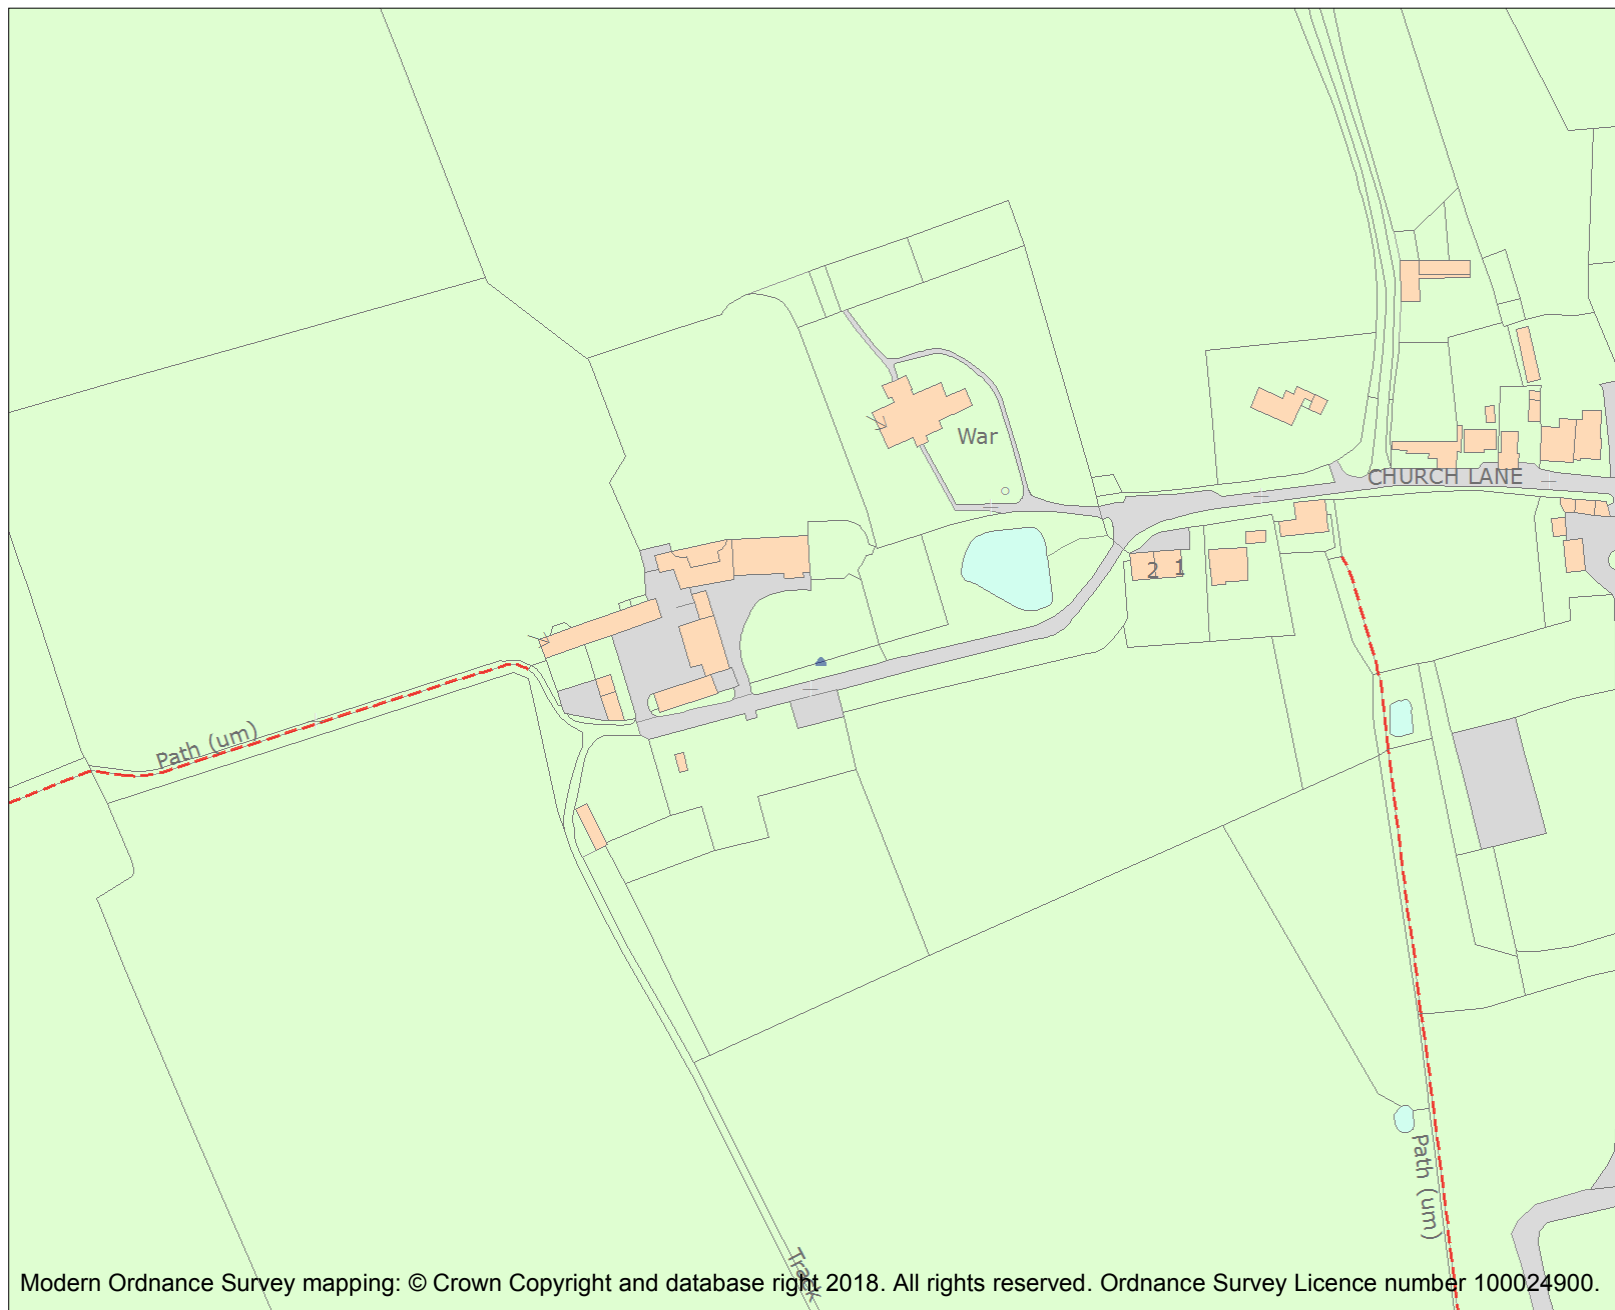 War
CHURCH LANE
2 1
Path (um)
Path (um)
Track
Modern Ordnance Survey mapping: © Crown Copyright and database right 2018. All rights reserved. Ordnance Survey Licence number 100024900.